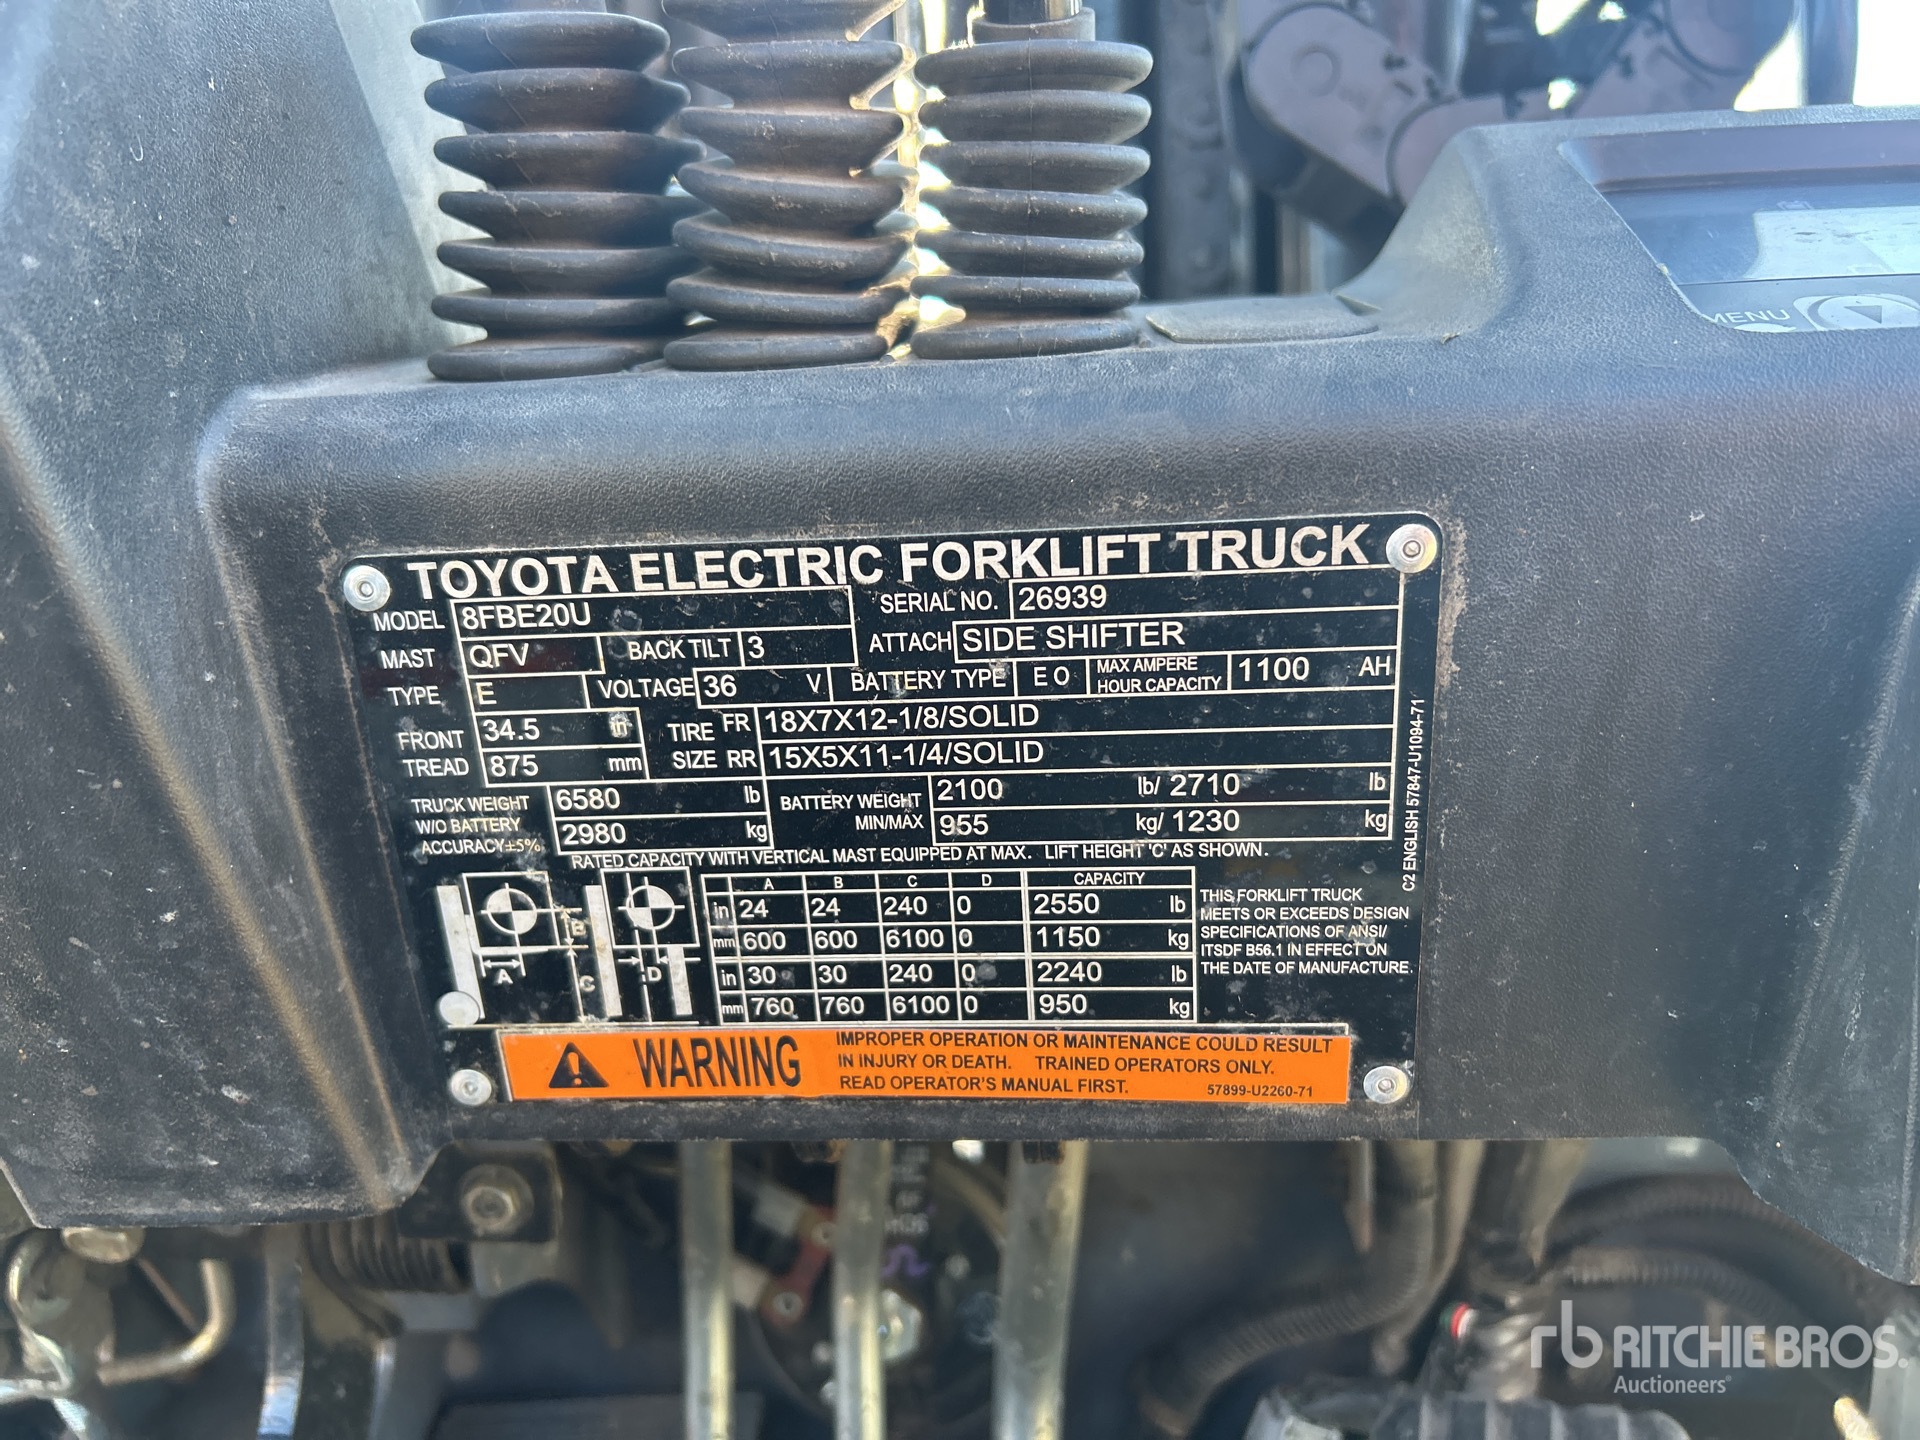 MENU
TOYOTA ELECTRIC FORKLIFT TRUCK
MODEL 8FBE20U SERIAL NO. 26939
MAST QFV BACK TILT 3 ATTACH SIDE SHIFTER
TYPE E VOLTAGE 36 V BATTERY TYPE E O MAX AMPERE HOUR CAPACITY 1100 AH
FRONT TREAD 34.5 in TIRE SIZE FR 18X7X12-1/8/SOLID
875 mm RR 15X5X11-1/4/SOLID
TRUCK WEIGHT W/O BATTERY ACCURACY±5% 6580 lb BATTERY WEIGHT MIN/MAX 2100 lb/ 2710 lb
2980 kg 955 kg/ 1230 kg
RATED CAPACITY WITH VERTICAL MAST EQUIPPED AT MAX. LIFT HEIGHT 'C' AS SHOWN.
A B C D
A B C D CAPACITY
in 24 24 240 0 2550 lb
mm 600 600 6100 0 1150 kg
in 30 30 240 0 2240 lb
mm 760 760 6100 0 950 kg
THIS FORKLIFT TRUCK
MEETS OR EXCEEDS DESIGN
SPECIFICATIONS OF ANSI/
ITSDF B56.1 IN EFFECT ON
THE DATE OF MANUFACTURE.
C2 ENGLISH 57847-U1094-71
WARNING
IMPROPER OPERATION OR MAINTENANCE COULD RESULT
IN INJURY OR DEATH. TRAINED OPERATORS ONLY.
READ OPERATOR'S MANUAL FIRST. 57899-U2260-71
rb RITCHIE BROS.
Auctioneers